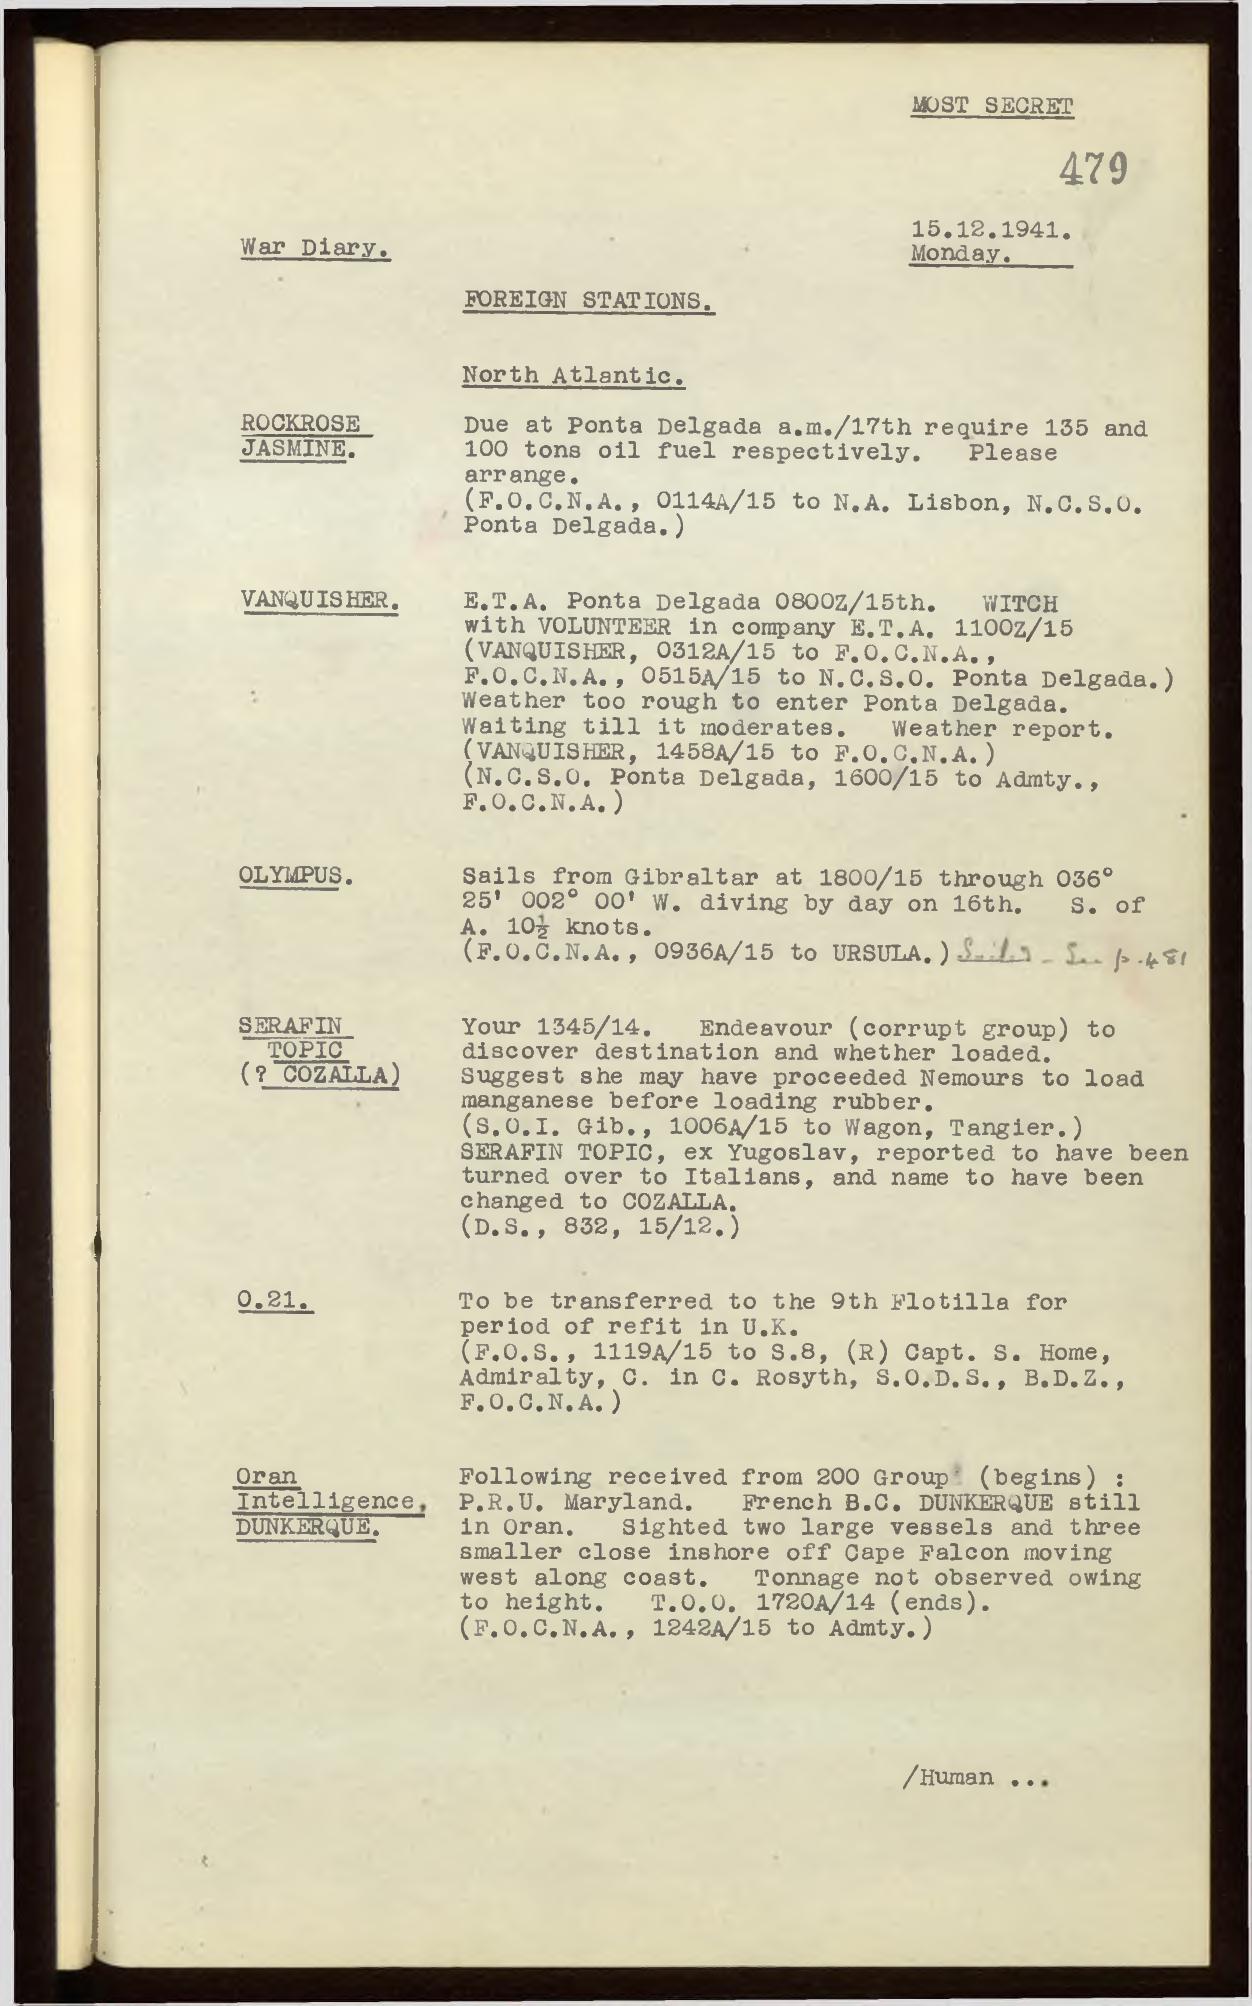 MOST SECRET
479
15.12.1941.
War Diary.
Monday.
FOREIGN STATIONS.
North Atlantic.
ROCKROSE
JASMINE.
Due at Ponta Delgada a.m./17th require 135 and
100 tons oil fuel respectively. Please
arrange.
(F.O.C.N.A., 0114A/15 to N.A. Lisbon, N.C.S.O.
Ponta Delgada.)
VANQUISHER.
E.T.A. Ponta Delgada 0800Z/15th. WITCH
with VOLUNTEER in company E.T.A. 1100Z/15
(VANQUISHER, 0312A/15 to F.O.C.N.A.,
F.O.C.N.A., 0515A/15 to N.C.S.O. Ponta Delgada.)
Weather too rough to enter Ponta Delgada.
Waiting till it moderates. Weather report.
(VANQUISHER, 1458A/15 to F.O.C.N.A.)
(N.C.S.O. Ponta Delgada, 1600/15 to Admty.,
F.O.C.N.A.)
OLYMPUS.
Sails from Gibraltar at 1800/15 through 036°
25' 002° 00' W. diving by day on 16th. S. of
A. 10½ knots.
(F.O.C.N.A., 0936A/15 to URSULA.) Sailed - See p.481
SERAFIN
TOPIC
(? COZALLA)
Your 1345/14. Endeavour (corrupt group) to
discover destination and whether loaded.
Suggest she may have proceeded Nemours to load
manganese before loading rubber.
(S.O.I. Gib., 1006A/15 to Wagon, Tangier.)
SERAFIN TOPIC, ex Yugoslav, reported to have been
turned over to Italians, and name to have been
changed to COZALLA.
(D.S., 832, 15/12.)
O.21.
To be transferred to the 9th Flotilla for
period of refit in U.K.
(F.O.S., 1119A/15 to S.8, (R) Capt. S. Home,
Admiralty, C. in C. Rosyth, S.O.D.S., B.D.Z.,
F.O.C.N.A.)
Oran
Intelligence,
DUNKERQUE.
Following received from 200 Group (begins) :
P.R.U. Maryland. French B.C. DUNKERQUE still
in Oran. Sighted two large vessels and three
smaller close inshore off Cape Falcon moving
west along coast. Tonnage not observed owing
to height. T.O.O. 1720A/14 (ends).
(F.O.C.N.A., 1242A/15 to Admty.)
/Human ...